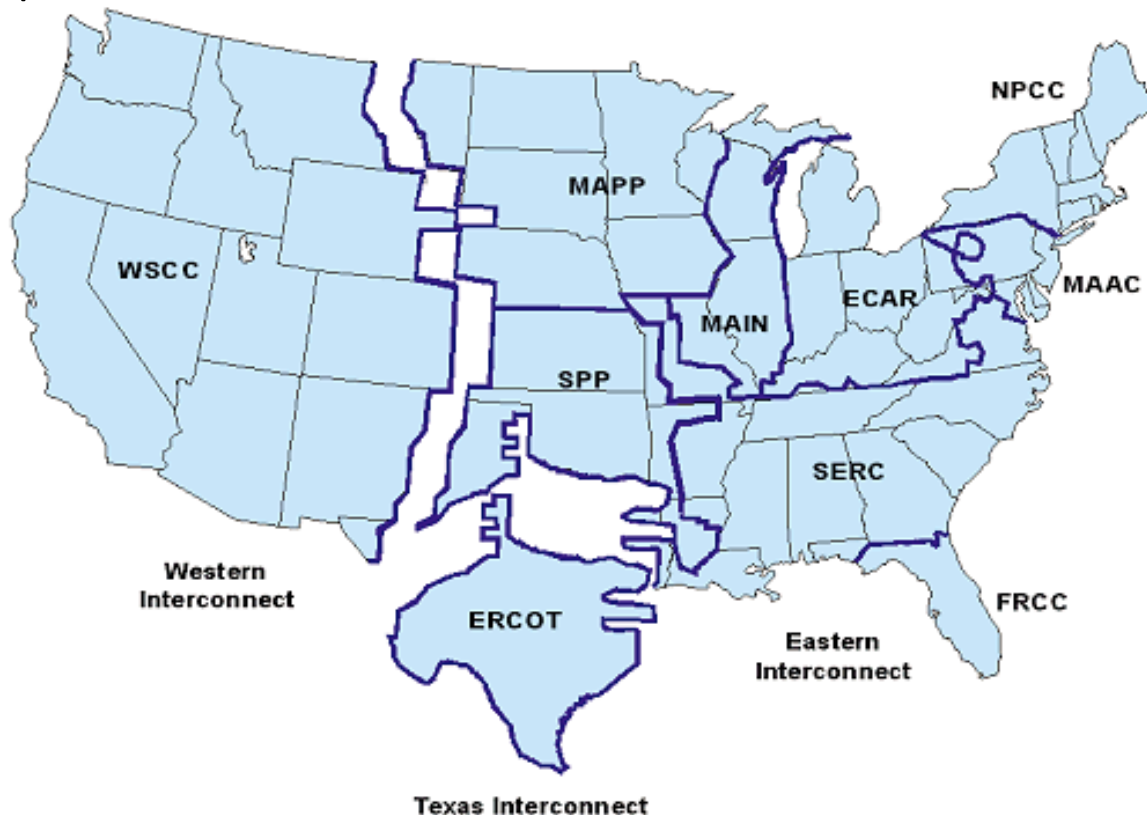 NPCC
MAPP
WSCC
MAAC
ECAR
MAIN
SPP
SERC
Western
Interconnect
FRCC
ERCOT
Eastern
Interconnect
Texas Interconnect